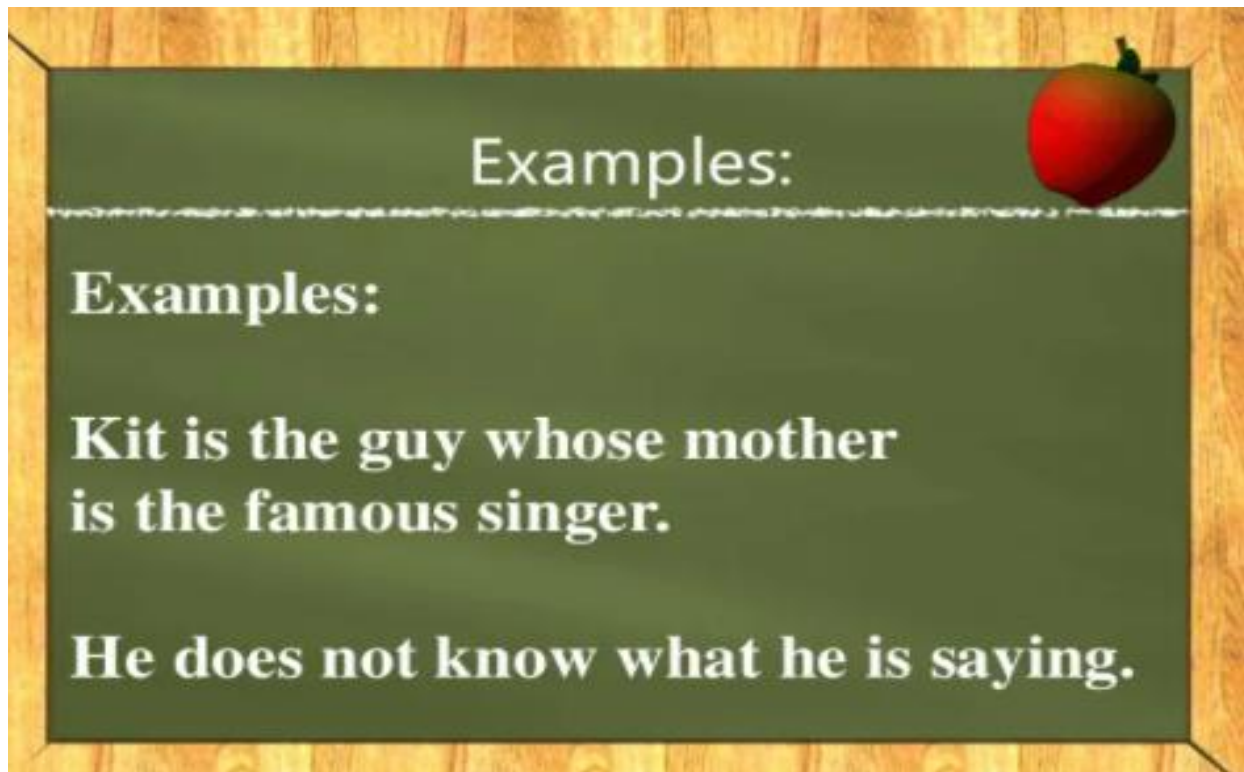 Examples:
Examples:
Kit is the guy whose mother
is the famous singer.
He does not know what he is saying.